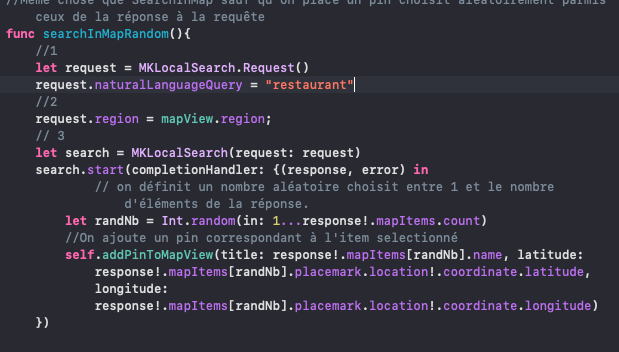 //Même chose que SearchInMap sauf qu'on place un pin choisit aléatoirement parmis
ceux de la réponse à la requête
func searchInMapRandom(){
//1
let request = MKLocalSearch.Request()
request.naturalLanguageQuery = "restaurant"
//2
request.region = mapView.region;
// 3
let search = MKLocalSearch(request: request)
search.start(completionHandler: {(response, error) in
// on définit un nombre aléatoire choisit entre 1 et le nombre
d'éléments de la réponse.
let randNb = Int.random(in: 1...response!.mapItems.count)
//On ajoute un pin correspondant à l'item selectionné
self.addPinToMapView(title: response!.mapItems[randNb].name, latitude:
response!.mapItems[randNb].placemark.location!.coordinate.latitude,
longitude:
response!.mapItems[randNb].placemark.location!.coordinate.longitude)
})